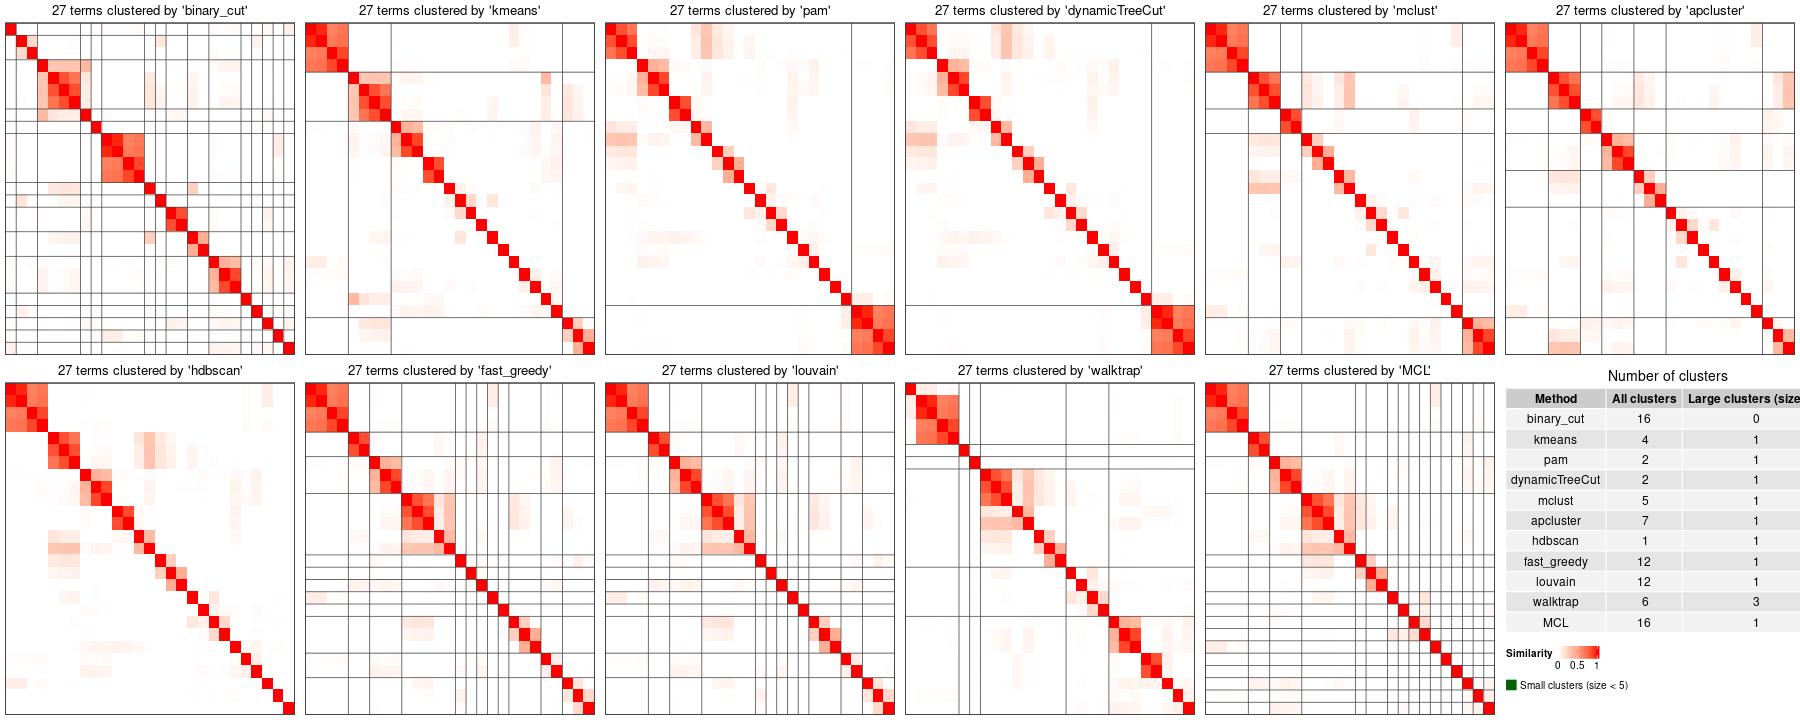 27 terms clustered by 'binary_cut'
27 terms clustered by 'kmeans'
27 terms clustered by 'pam'
27 terms clustered by 'dynamicTreeCut'
27 terms clustered by 'mclust'
27 terms clustered by 'apcluster'
27 terms clustered by 'hdbscan'
27 terms clustered by 'fast_greedy'
27 terms clustered by 'louvain'
27 terms clustered by 'walktrap'
27 terms clustered by 'MCL'
Number of clusters
Method All clusters Large clusters (size
binary_cut 16 0
kmeans 4 1
pam 2 1
dynamicTreeCut 2 1
mclust 5 1
apcluster 7 1
hdbscan 1 1
fast_greedy 12 1
louvain 12 1
walktrap 6 3
MCL 16 1
Similarity
0 0.5 1
Small clusters (size < 5)